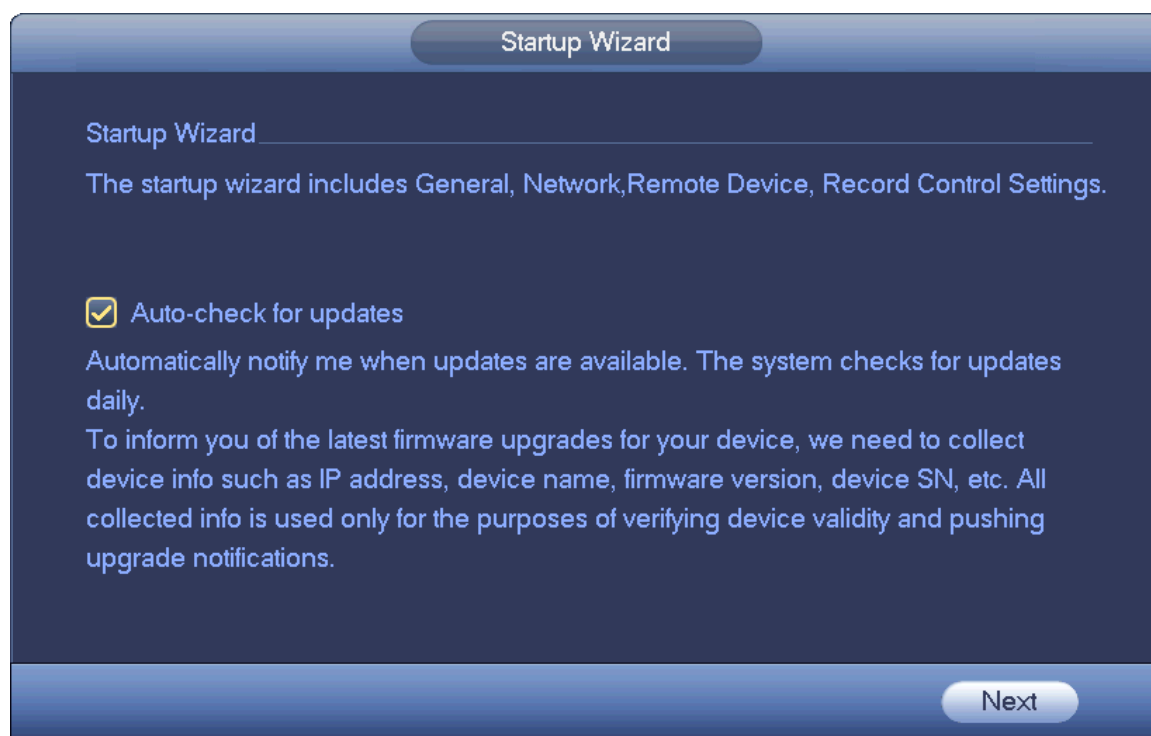 Startup Wizard
Startup Wizard
The startup wizard includes General, Network,Remote Device, Record Control Settings.
Auto-check for updates
Automatically notify me when updates are available. The system checks for updates
daily.
To inform you of the latest firmware upgrades for your device, we need to collect
device info such as IP address, device name, firmware version, device SN, etc. All
collected info is used only for the purposes of verifying device validity and pushing
upgrade notifications.
Next